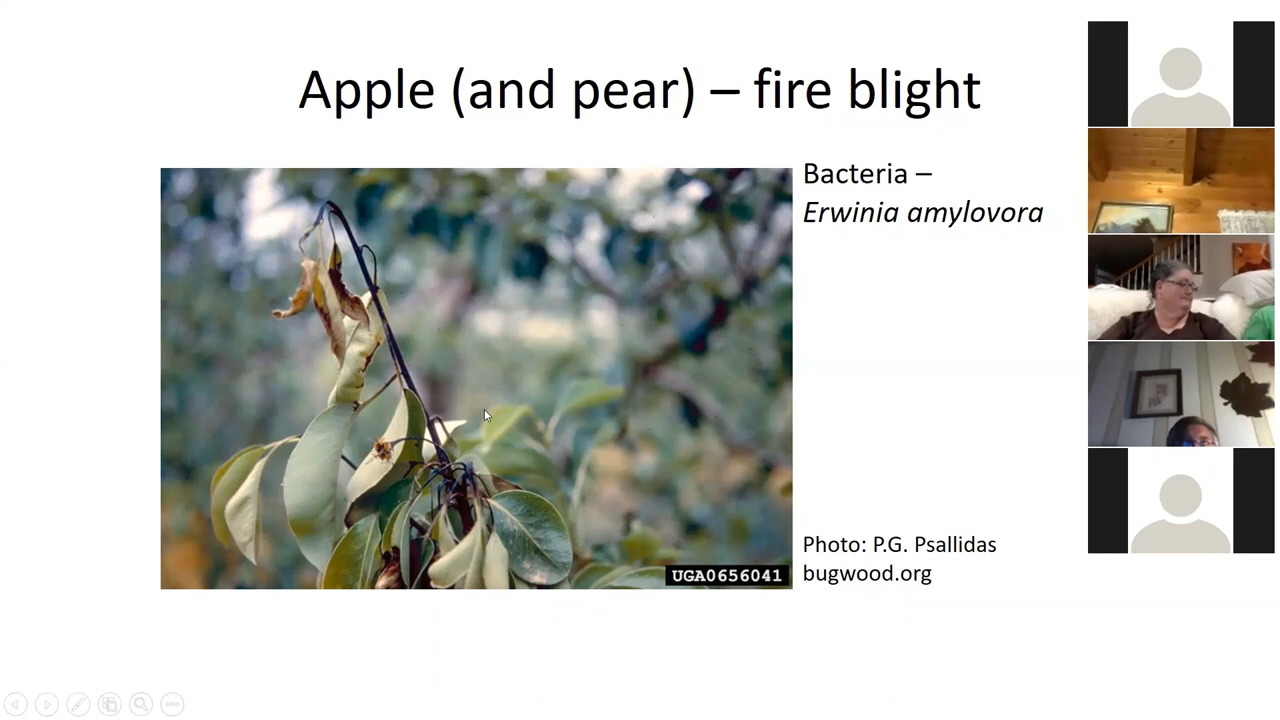 Apple (and pear) – fire blight
Bacteria –
Erwinia amylovora
UGA0656041
Photo: P.G. Psallidas
bugwood.org